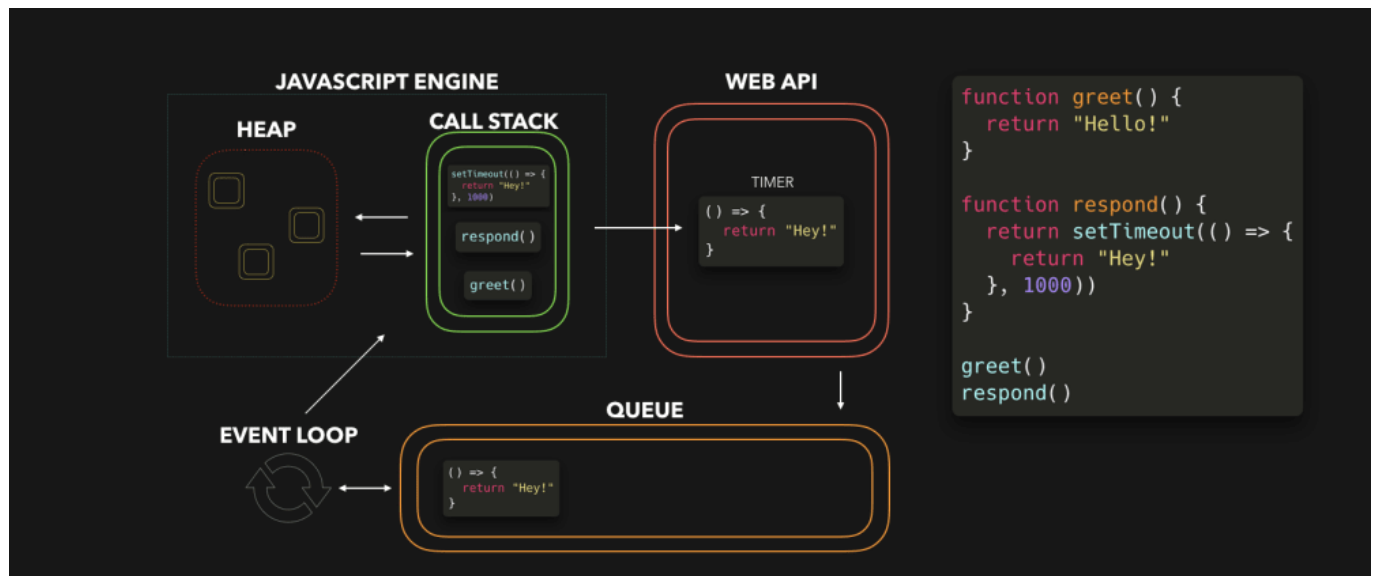 JAVASCRIPT ENGINE
HEAP
CALL STACK
setTimeout(() => {
  return "Hey!"
}, 1000)
respond()
greet()
WEB API
TIMER
() => {
  return "Hey!"
}
function greet() {
  return "Hello!"
}
function respond() {
  return setTimeout(() => {
    return "Hey!"
  }, 1000))
}
greet()
respond()
EVENT LOOP
QUEUE
() => {
  return "Hey!"
}